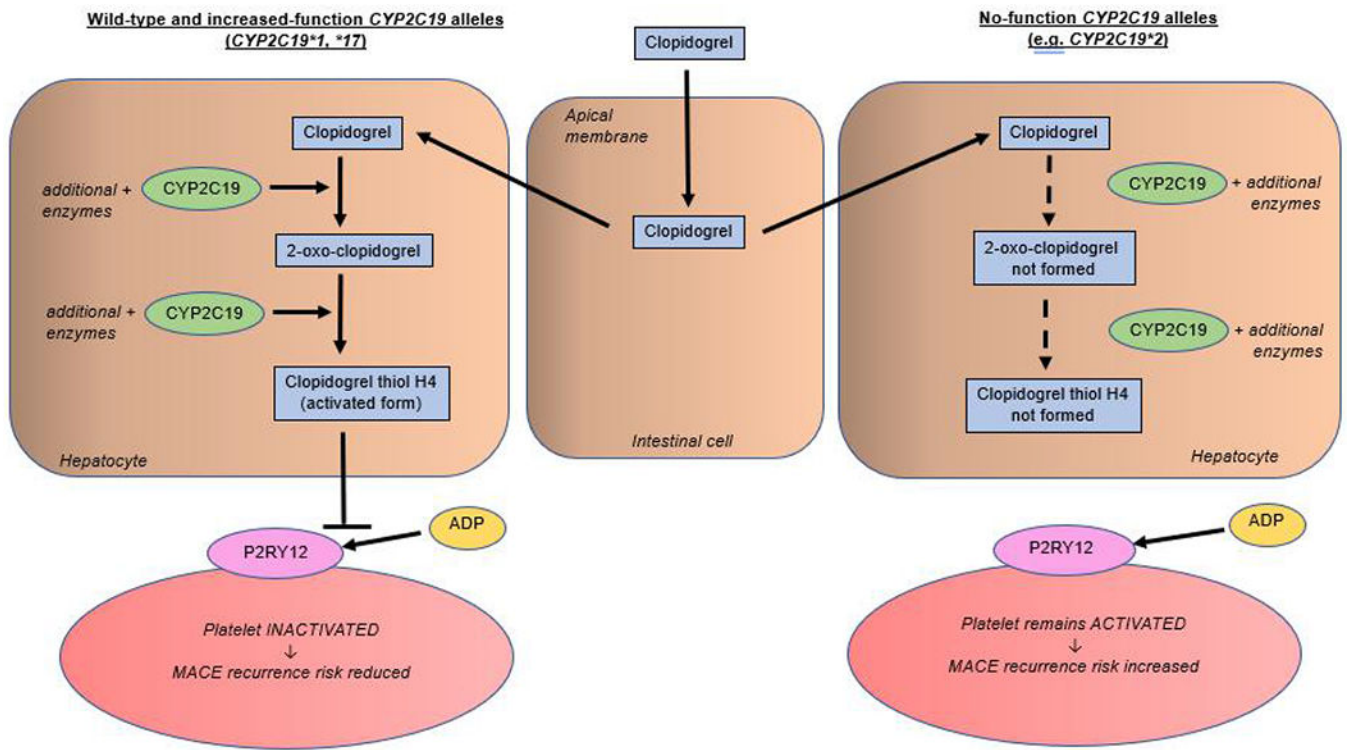 Wild-type and increased-function CYP2C19 alleles
(CYP2C19*1, *17)
Clopidogrel
additional +
enzymes
CYP2C19
2-oxo-clopidogrel
additional +
enzymes
CYP2C19
Clopidogrel thiol H4
(activated form)
Hepatocyte
P2RY12
ADP
Platelet INACTIVATED
↓
MACE recurrence risk reduced
Clopidogrel
Apical
membrane
Clopidogrel
Intestinal cell
No-function CYP2C19 alleles
(e.g. CYP2C19*2)
Clopidogrel
CYP2C19
+ additional
enzymes
2-oxo-clopidogrel
not formed
CYP2C19
+ additional
enzymes
Clopidogrel thiol H4
not formed
Hepatocyte
P2RY12
ADP
Platelet remains ACTIVATED
↓
MACE recurrence risk increased